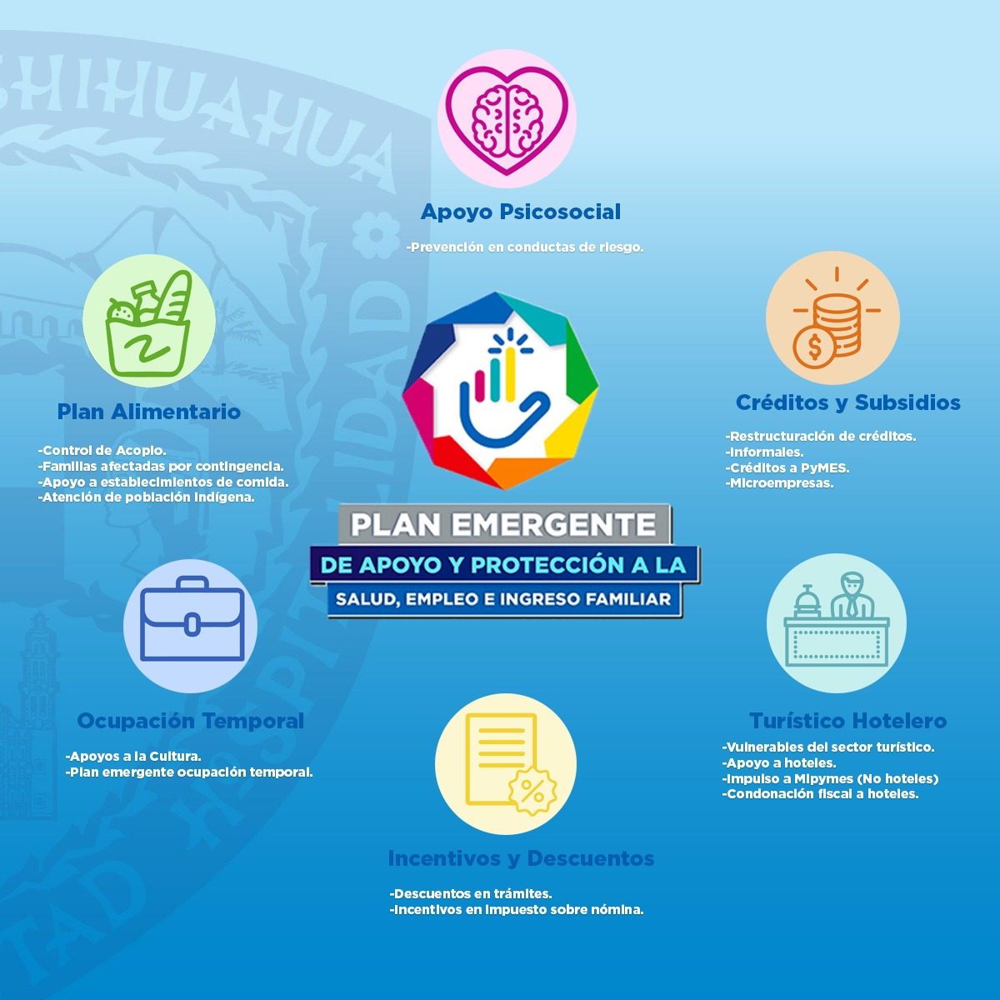 CHIHUAHUA
Apoyo Psicosocial
-Prevención en conductas de riesgo.
Plan Alimentario
-Control de Acopio.
-Familias afectadas por contingencia.
-Apoyo a establecimientos de comida.
-Atención de población indígena.
$
Créditos y Subsidios
-Restructuración de créditos.
-Informales.
-Créditos a PyMES.
-Microempresas.
PLAN EMERGENTE
DE APOYO Y PROTECCIÓN A LA
SALUD, EMPLEO E INGRESO FAMILIAR
Ocupación Temporal
-Apoyos a la Cultura.
-Plan emergente ocupación temporal.
Turístico Hotelero
-Vulnerables del sector turístico.
-Apoyo a hoteles.
-Impulso a Mipymes (No hoteles)
-Condonación fiscal a hoteles.
%
Incentivos y Descuentos
-Descuentos en trámites.
-Incentivos en impuesto sobre nómina.